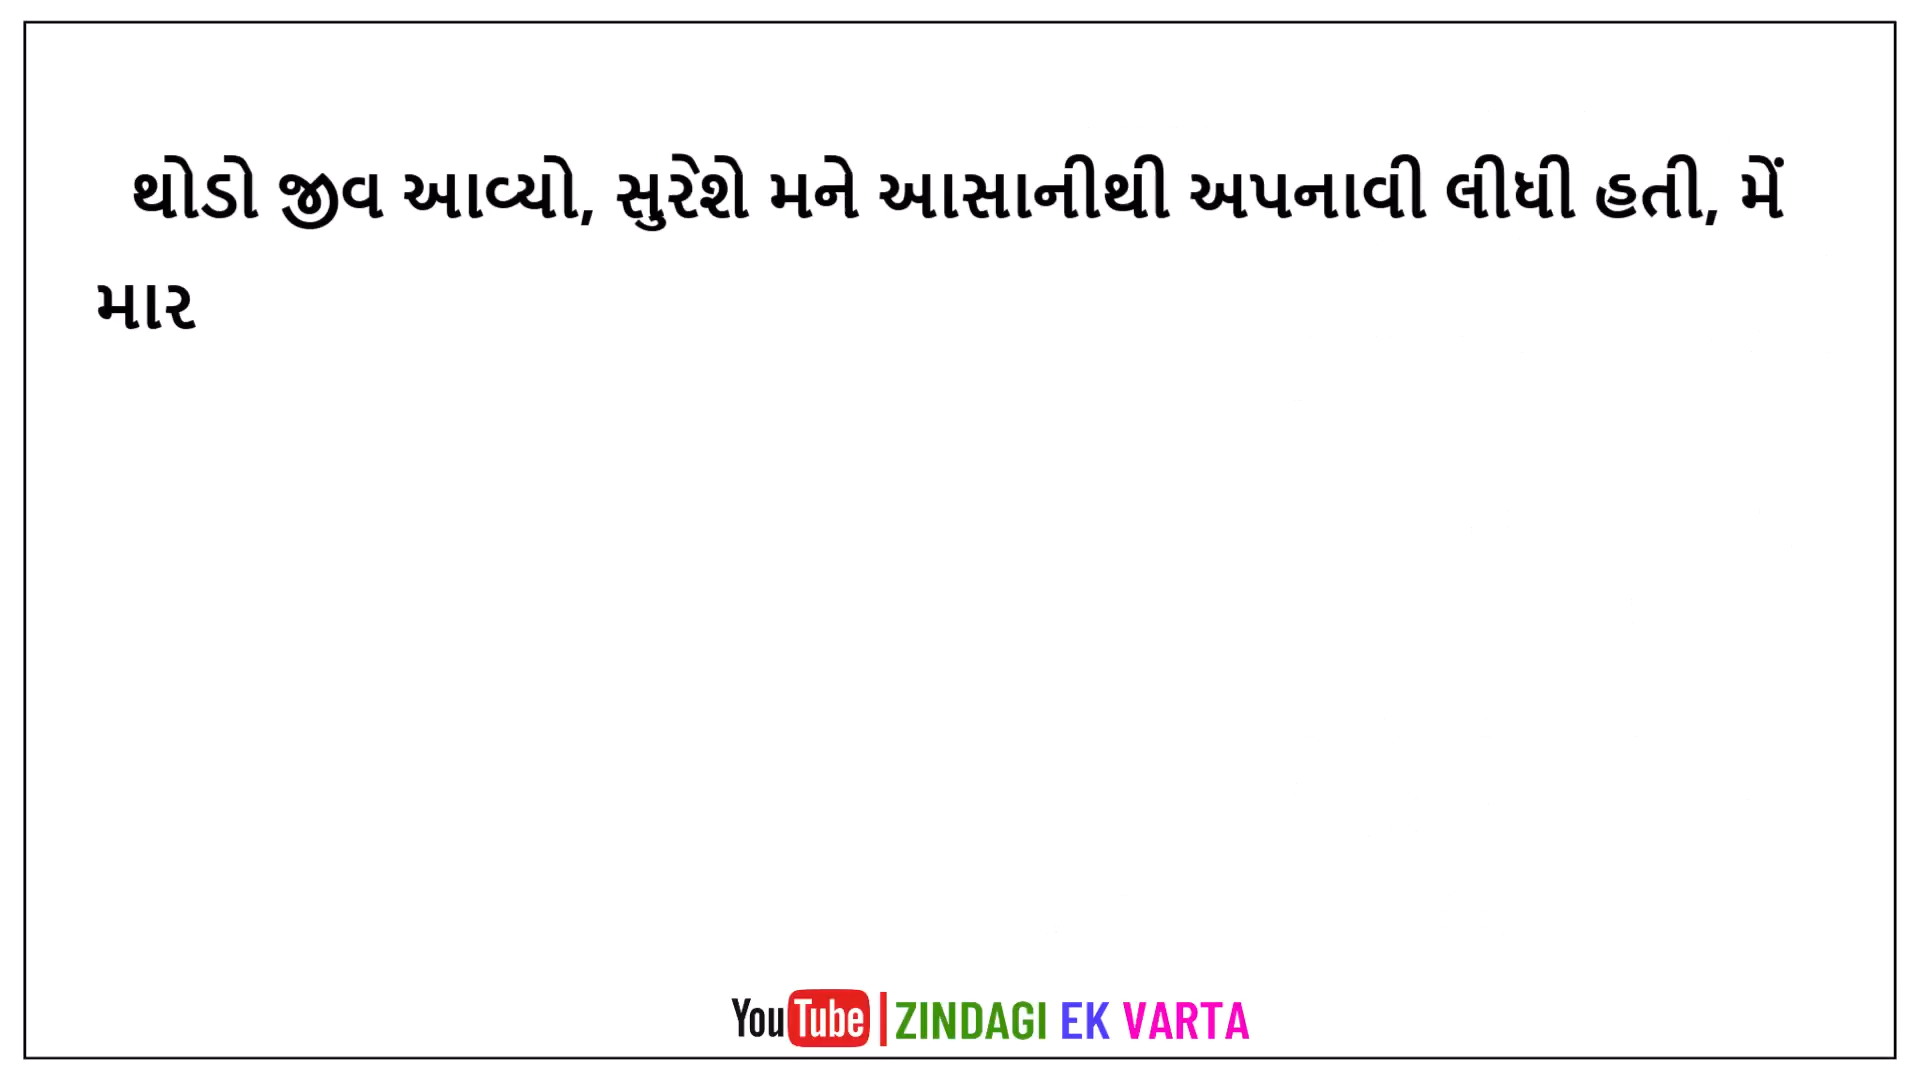 થોડો જીવ આવ્યો, સુરેશે મને આસાનીથી અપનાવી લીધી હતી, મેં
માર
YouTube | ZINDAGI EK VARTA